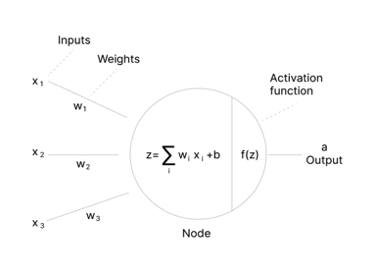 Inputs
Weights
Activation
function
x₁
w₁
x₂
w₂
z=∑ wᵢ xᵢ +b
i
f(z)
a
Output
x₃
w₃
Node